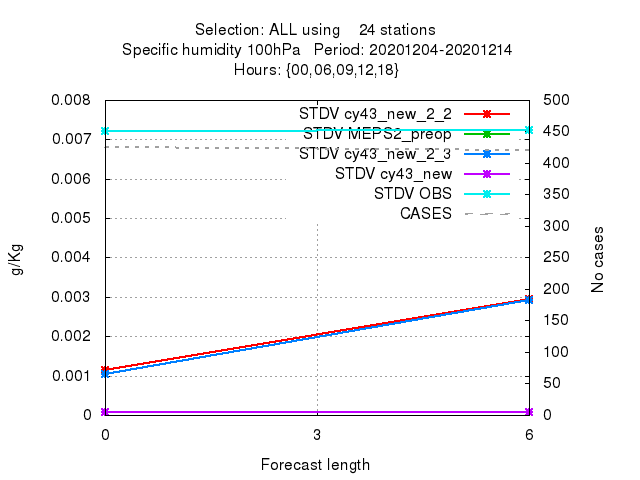 Selection: ALL using 24 stations
Specific humidity 100hPa Period: 20201204-20201214
Hours: {00,06,09,12,18}
0.008
0.007
0.006
0.005
0.004
0.003
0.002
0.001
0
g/Kg
STDV cy43_new_2_2
STDV MEPS2_preop
STDV cy43_new_2_3
STDV cy43_new
STDV OBS
CASES
500
450
400
350
300
250
200
150
100
50
0
No cases
0 3 6
Forecast length